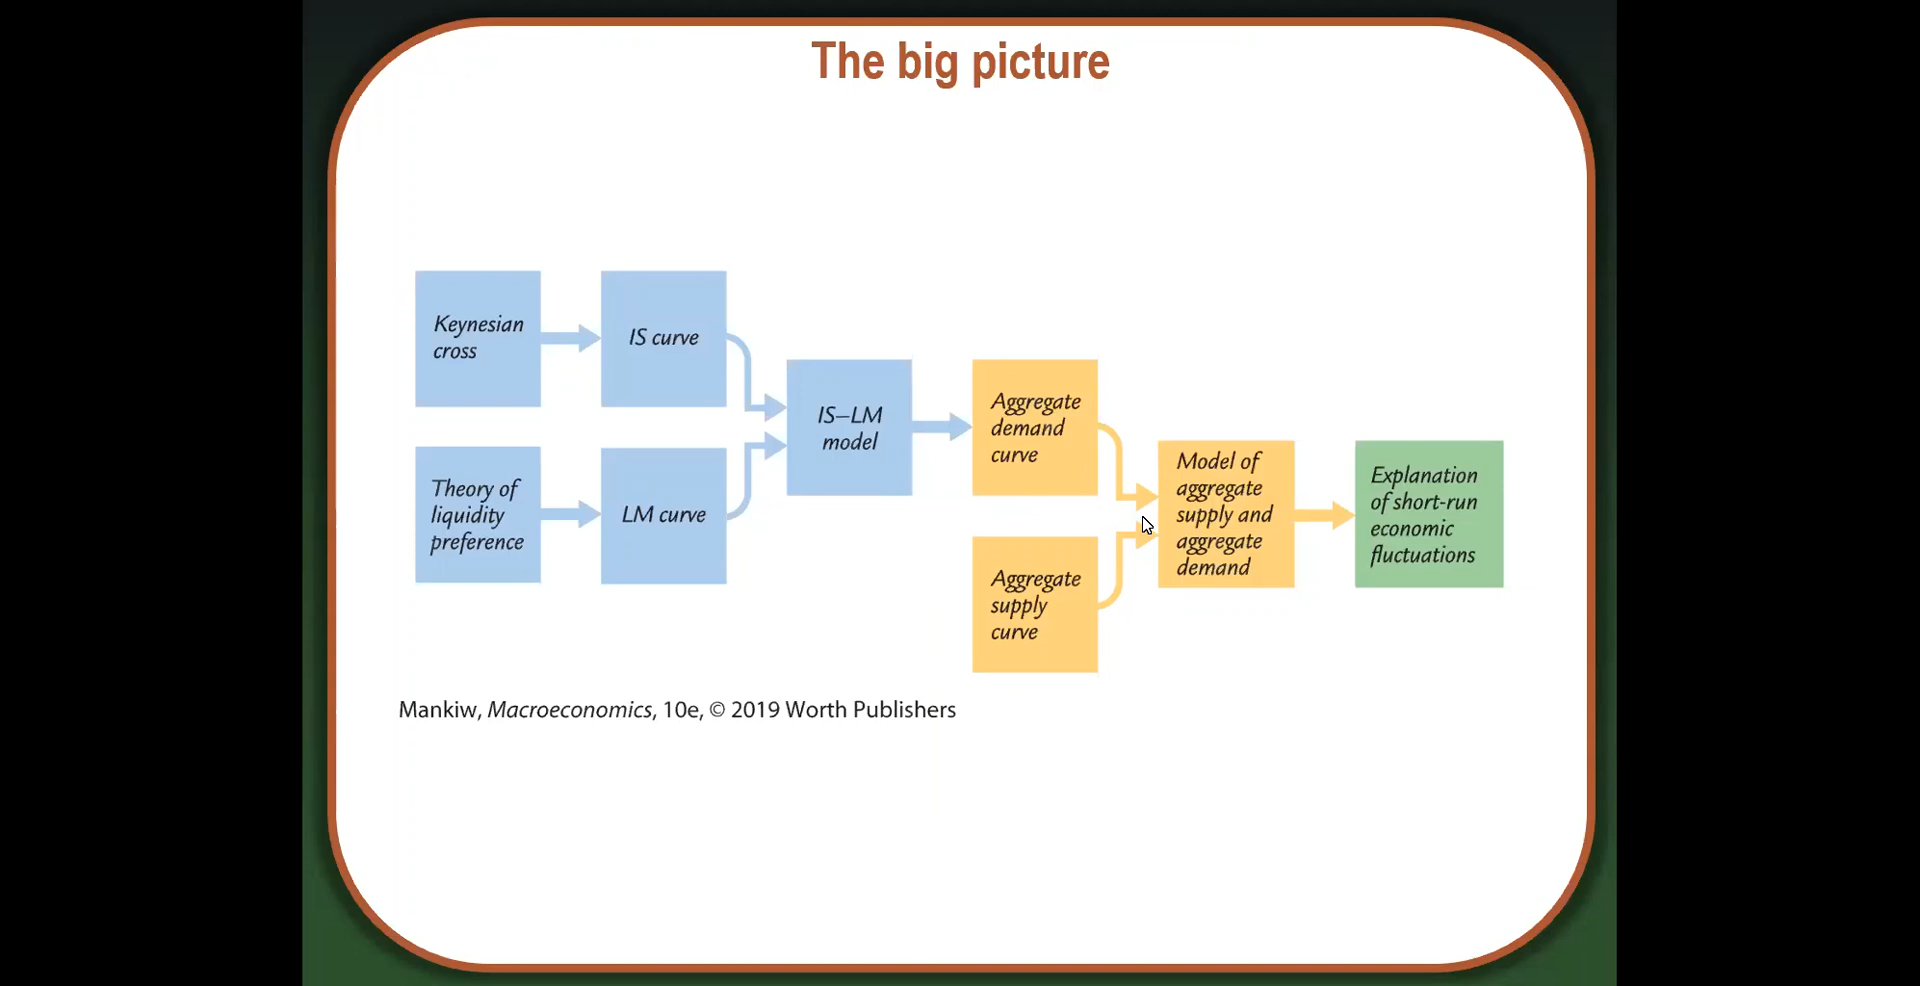 The big picture
Keynesian
cross
IS curve
Theory of
liquidity
preference
LM curve
IS–LM
model
Aggregate
demand
curve
Aggregate
supply
curve
Model of
aggregate
supply and
aggregate
demand
Explanation
of short-run
economic
fluctuations
Mankiw, Macroeconomics, 10e, © 2019 Worth Publishers